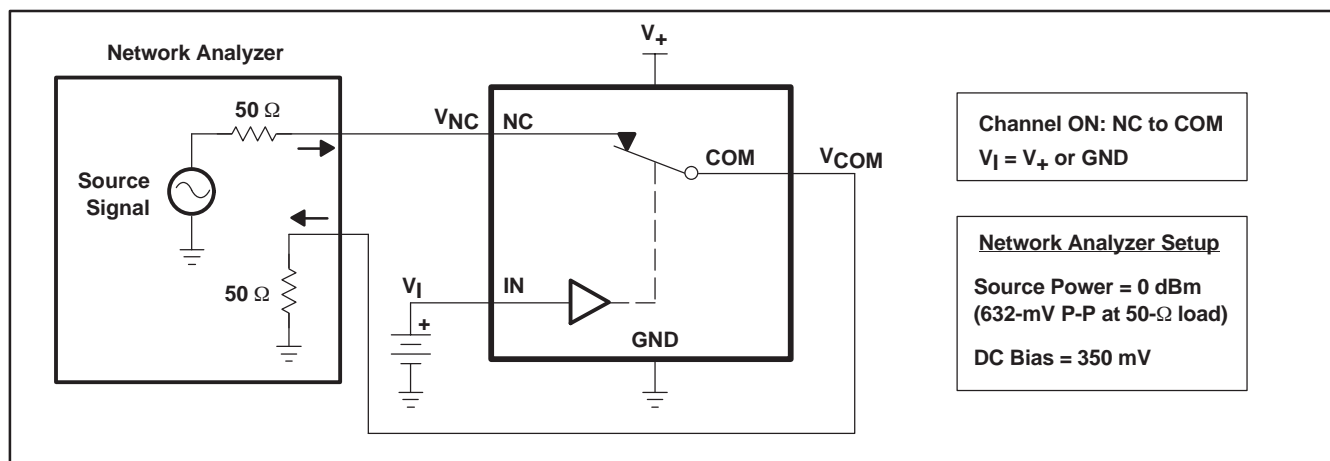 Network Analyzer
50 Ω
Source
Signal
50 Ω
V+
VNC
NC
COM
VCOM
VI
+
IN
GND
Channel ON: NC to COM
VI = V+ or GND
Network Analyzer Setup
Source Power = 0 dBm
(632-mV P-P at 50-Ω load)
DC Bias = 350 mV